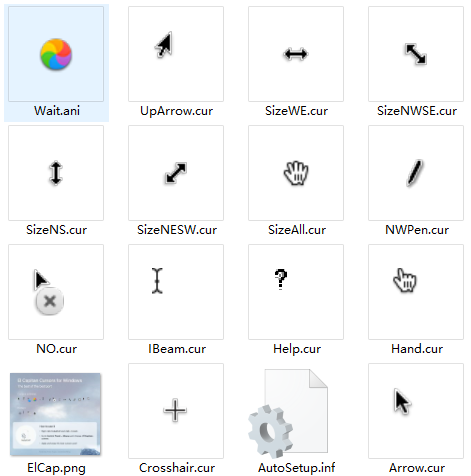 Wait.ani
UpArrow.cur
SizeWE.cur
SizeNWSE.cur
SizeNS.cur
SizeNESW.cur
SizeAll.cur
NWPen.cur
NO.cur
IBeam.cur
Help.cur
Hand.cur
El Capitan Cursors for Windows
ElCap.png
Crosshair.cur
AutoSetup.inf
Arrow.cur